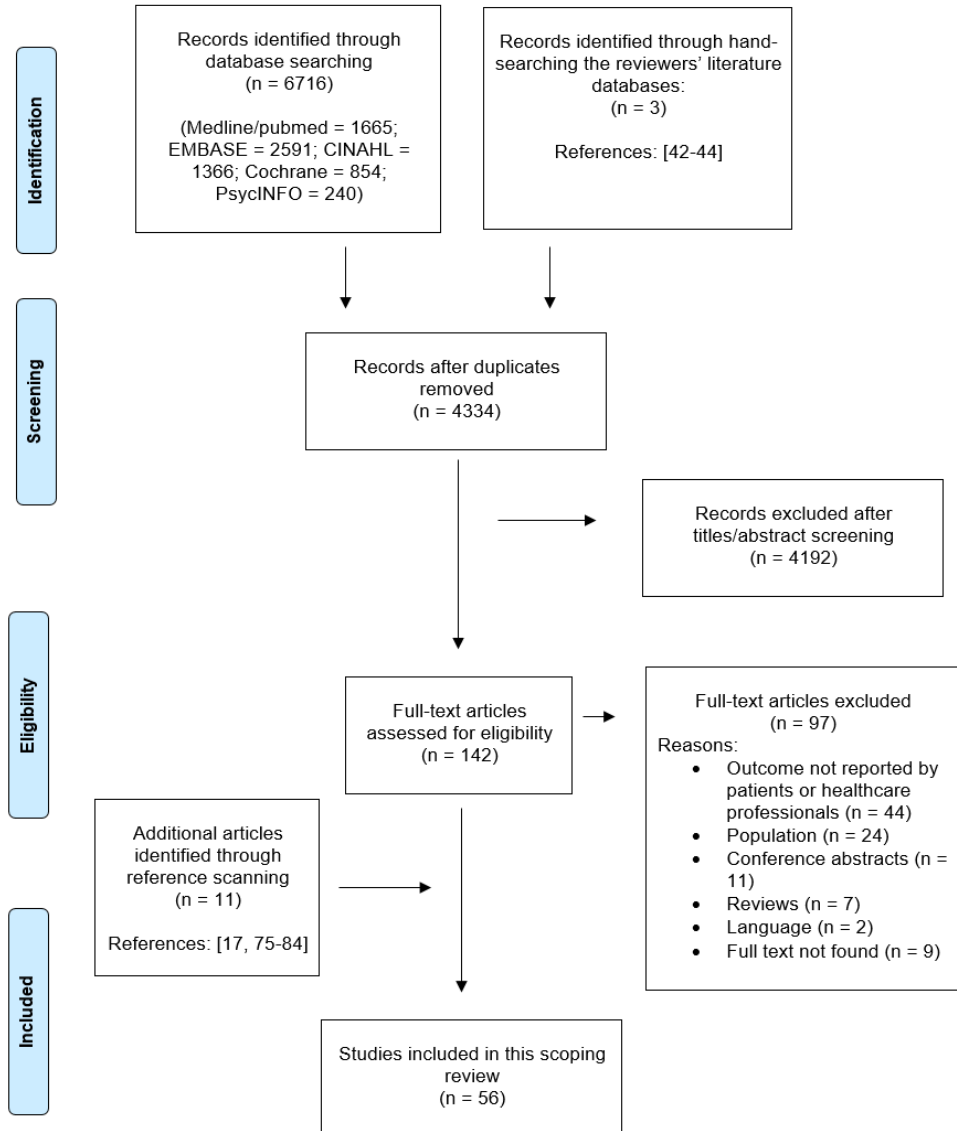 Identification
Records identified through
database searching
(n = 6716)
(Medline/pubmed = 1665;
EMBASE = 2591; CINAHL =
1366; Cochrane = 854;
PsycINFO = 240)
Records identified through hand-
searching the reviewers’ literature
databases:
(n = 3)
References: [42-44]
Screening
Records after duplicates
removed
(n = 4334)
Records excluded after
titles/abstract screening
(n = 4192)
Eligibility
Full-text articles
assessed for eligibility
(n = 142)
Full-text articles excluded
(n = 97)
Reasons:
• Outcome not reported by
patients or healthcare
professionals (n = 44)
• Population (n = 24)
• Conference abstracts (n =
11)
• Reviews (n = 7)
• Language (n = 2)
• Full text not found (n = 9)
Additional articles
identified through
reference scanning
(n = 11)
References: [17, 75-84]
Included
Studies included in this scoping
review
(n = 56)